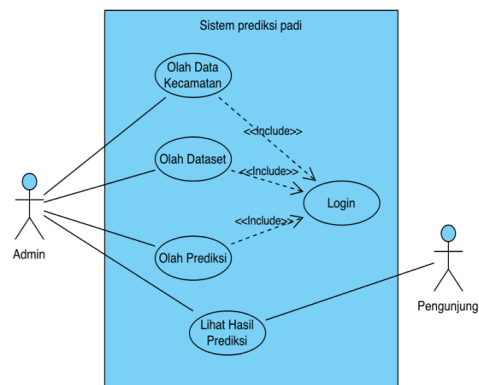 Sistem prediksi padi
Olah Data
Kecamatan
<<Include>>
Olah Dataset
<<Include>>
Login
<<Include>>
Olah Prediksi
Admin
Lihat Hasil
Prediksi
Pengunjung